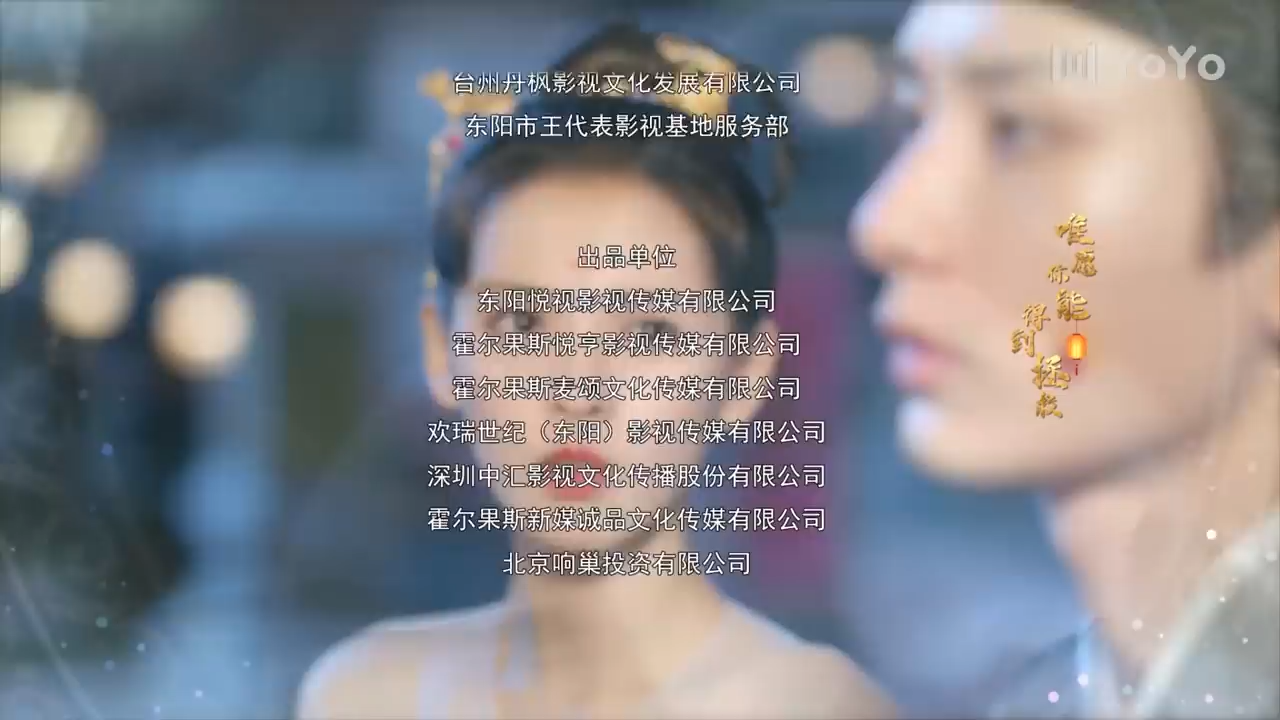 台州丹枫影视文化发展有限公司
东阳市王代表影视基地服务部
出品单位
东阳悦视影视传媒有限公司
霍尔果斯悦亨影视传媒有限公司
霍尔果斯麦颂文化传媒有限公司
欢瑞世纪（东阳）影视传媒有限公司
深圳中汇影视文化传播股份有限公司
霍尔果斯新媒诚品文化传媒有限公司
北京响巢投资有限公司
YoYo
唯愿
你能
得到
拯救